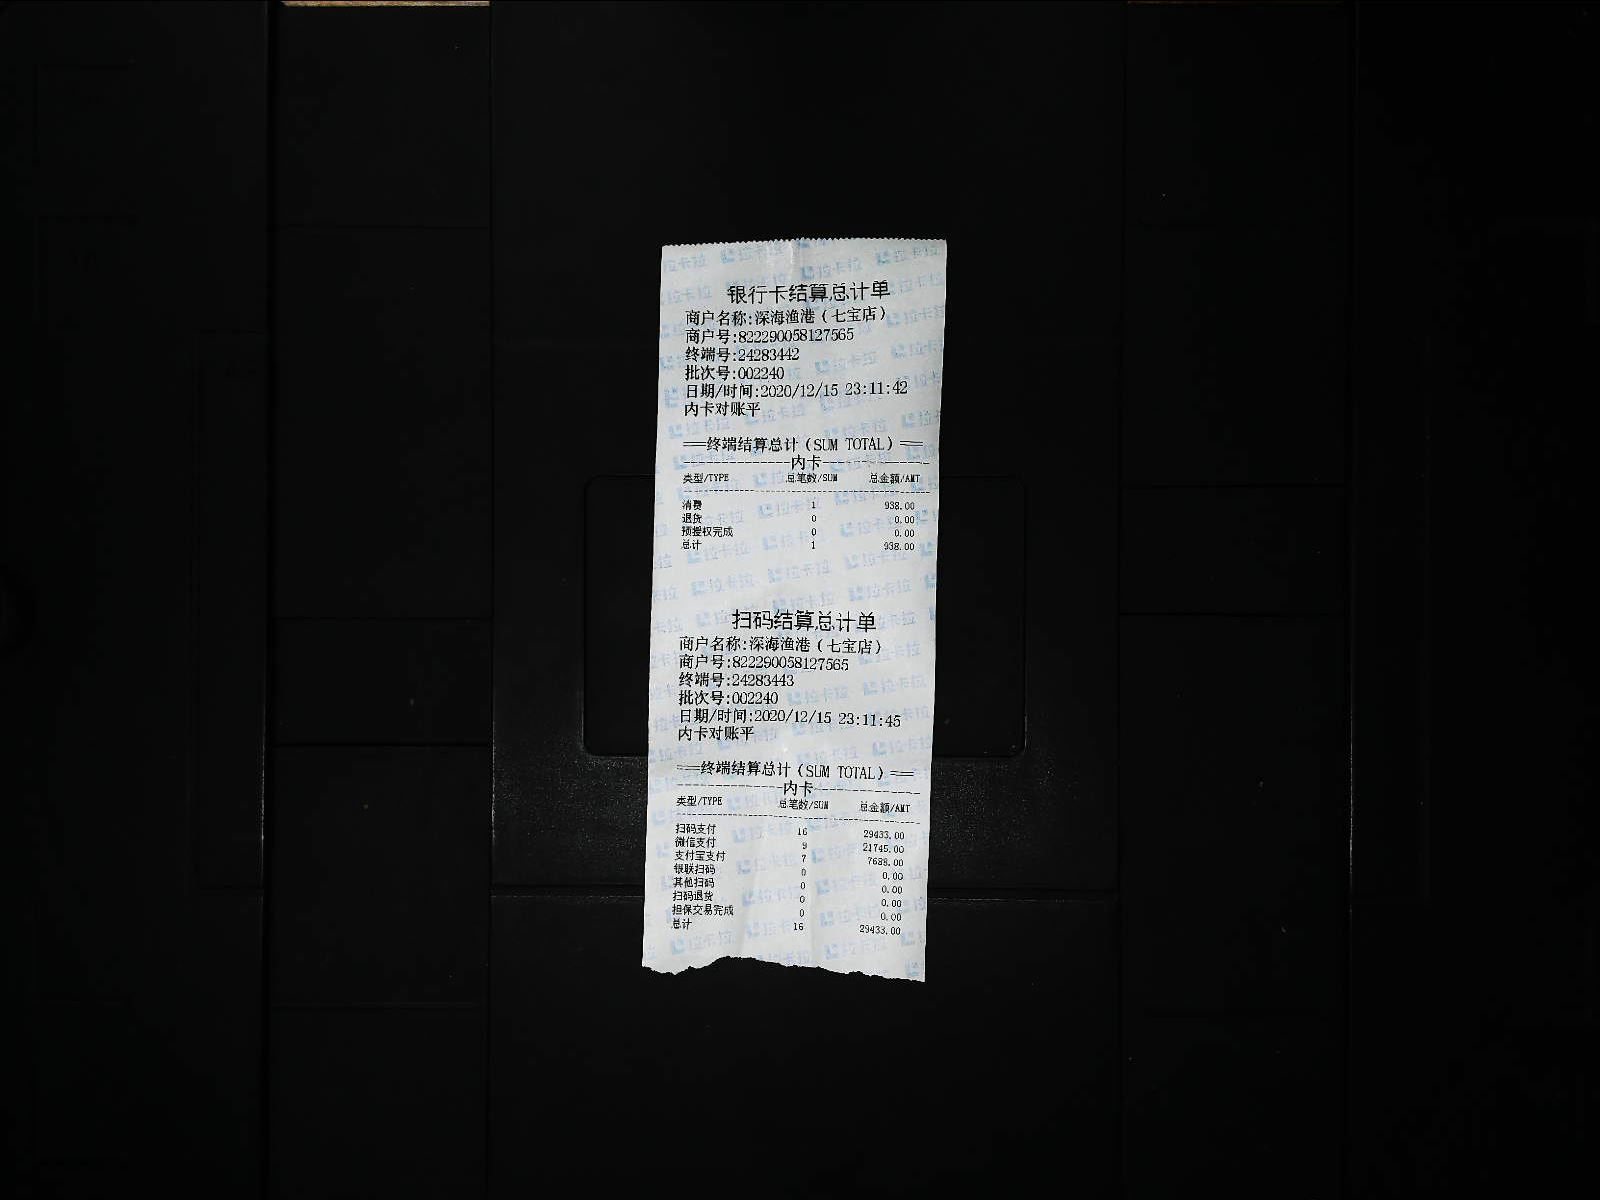 银行卡结算总计单
商户名称:深海渔港(七宝店)
商户号:822290058127565
终端号:24283442
批次号:002240
日期/时间:2020/12/15 23:11:42
内卡对账平
==终端结算总计(SUM TOTAL)==
内卡
类型/TYPE 总笔数/SUM 总金额/AMT
消费 1 938.00
退货 0 0.00
预授权完成 0 0.00
总计 1 938.00
扫码结算总计单
商户名称:深海渔港(七宝店)
商户号:822290058127565
终端号:24283443
批次号:002240
日期/时间:2020/12/15 23:11:45
内卡对账平
==终端结算总计(SUM TOTAL)==
内卡
类型/TYPE 总笔数/SUM 总金额/AMT
扫码支付 16 29433.00
微信支付 9 21745.00
支付宝支付 7 7688.00
银联扫码 0 0.00
其他扫码 0 0.00
扫码退货 0 0.00
担保交易完成 0 0.00
总计 16 29433.00